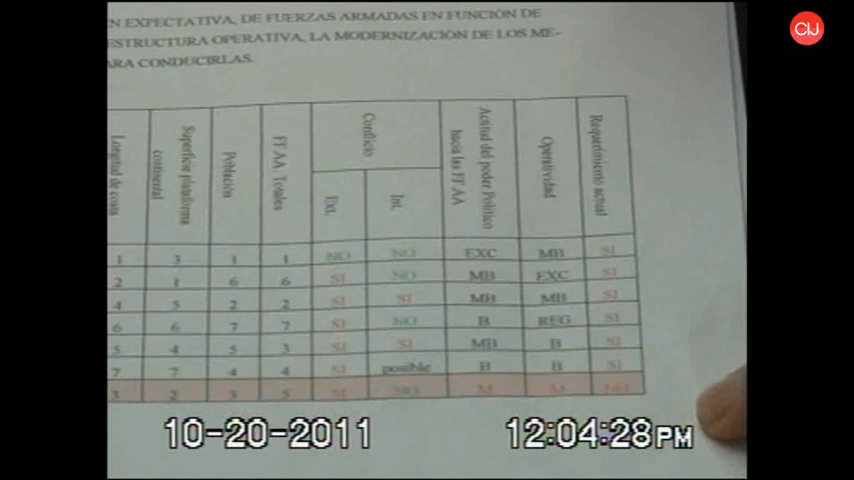 CIJ
EN EXPECTATIVA, DE FUERZAS ARMADAS EN FUNCIÓN DE
ESTRUCTURA OPERATIVA, LA MODERNIZACIÓN DE LOS ME-
ARA CONDUCIRLAS.
Longitud de costa
Superficie plataforma
continental
Población
FF AA. Totales
Conflicto
Ext.
Int.
Actitud del poder Político
hacia las FF AA
Operatividad
Requerimiento actual
1 3 1 1 NO NO EXC MB SI
2 1 6 6 SI NO MB EXC SI
4 5 2 2 SI SI MB MB SI
6 6 7 7 SI NO B REG SI
5 4 5 3 SI SI MB B SI
7 7 4 4 SI posible B B SI
3 2 3 5 SI NO M M NO
10-20-2011 12:04:28 PM